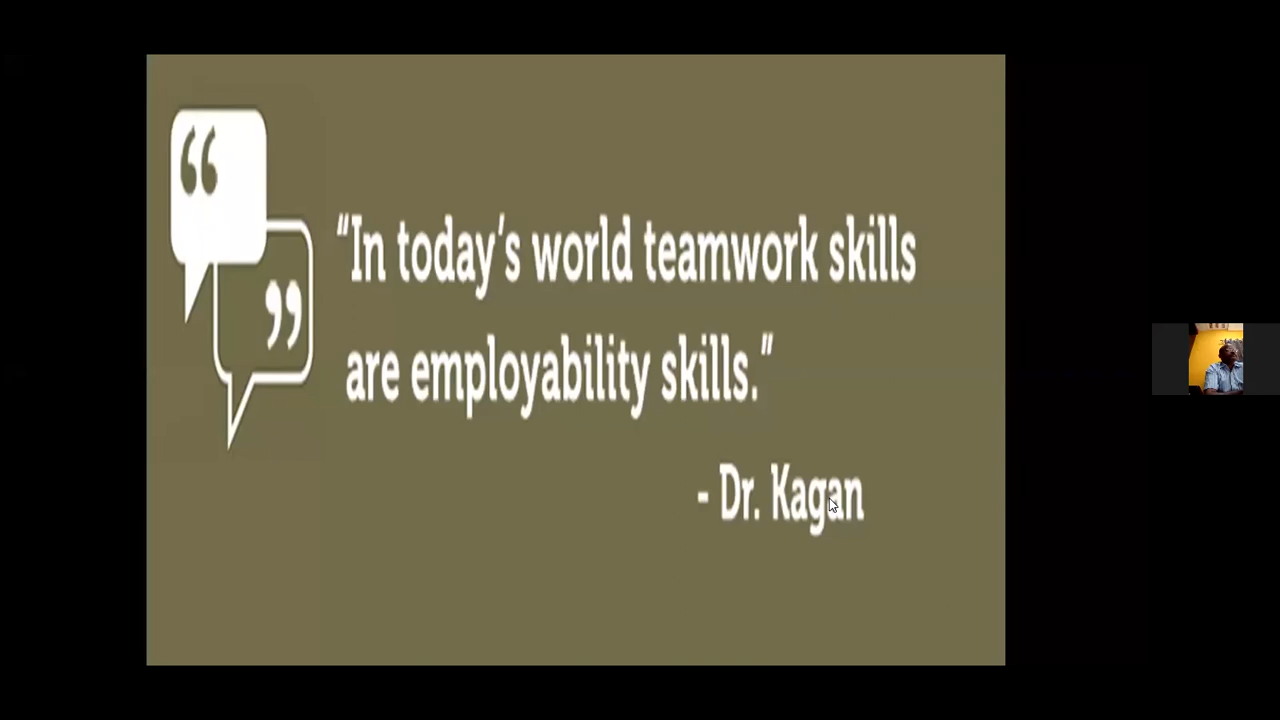 “In today’s world teamwork skills
are employability skills.”
- Dr. Kagan